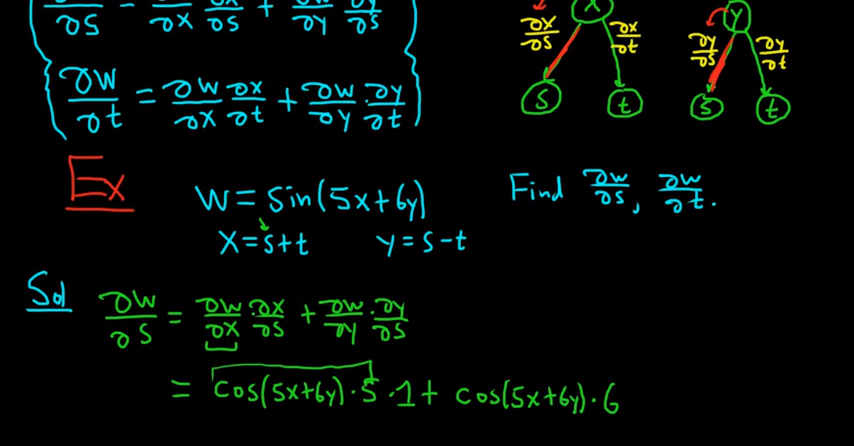 ∂w/∂s = ∂w/∂x ∂x/∂s + ∂w/∂y ∂y/∂s
∂w/∂t = ∂w/∂x ∂x/∂t + ∂w/∂y ∂y/∂t
x y
∂x/∂s ∂x/∂t ∂y/∂s ∂y/∂t
s t s t
Ex W = sin(5x+6y) Find ∂w/∂s, ∂w/∂t.
X = s+t Y = s-t
Sol ∂w/∂s = ∂w/∂x · ∂x/∂s + ∂w/∂y · ∂y/∂s
= cos(5x+6y) · 5 · 1 + cos(5x+6y) · 6